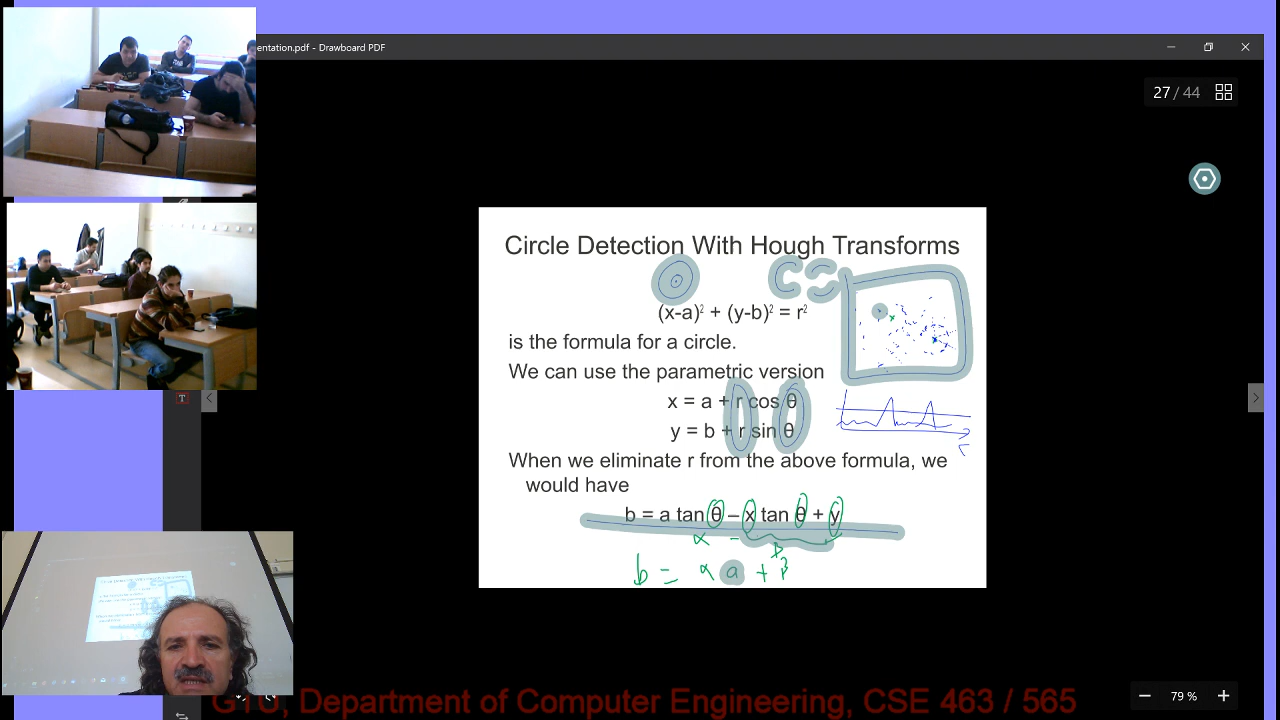 entation.pdf - Drawboard PDF
27 / 44
Circle Detection With Hough Transforms
(x-a)² + (y-b)² = r²
is the formula for a circle.
We can use the parametric version
x = a + r cos θ
y = b + r sin θ
When we eliminate r from the above formula, we
would have
b = a tan θ – x tan θ + y
α β
b = α a + β
r
T
79 %
GTU, Department of Computer Engineering, CSE 463 / 565